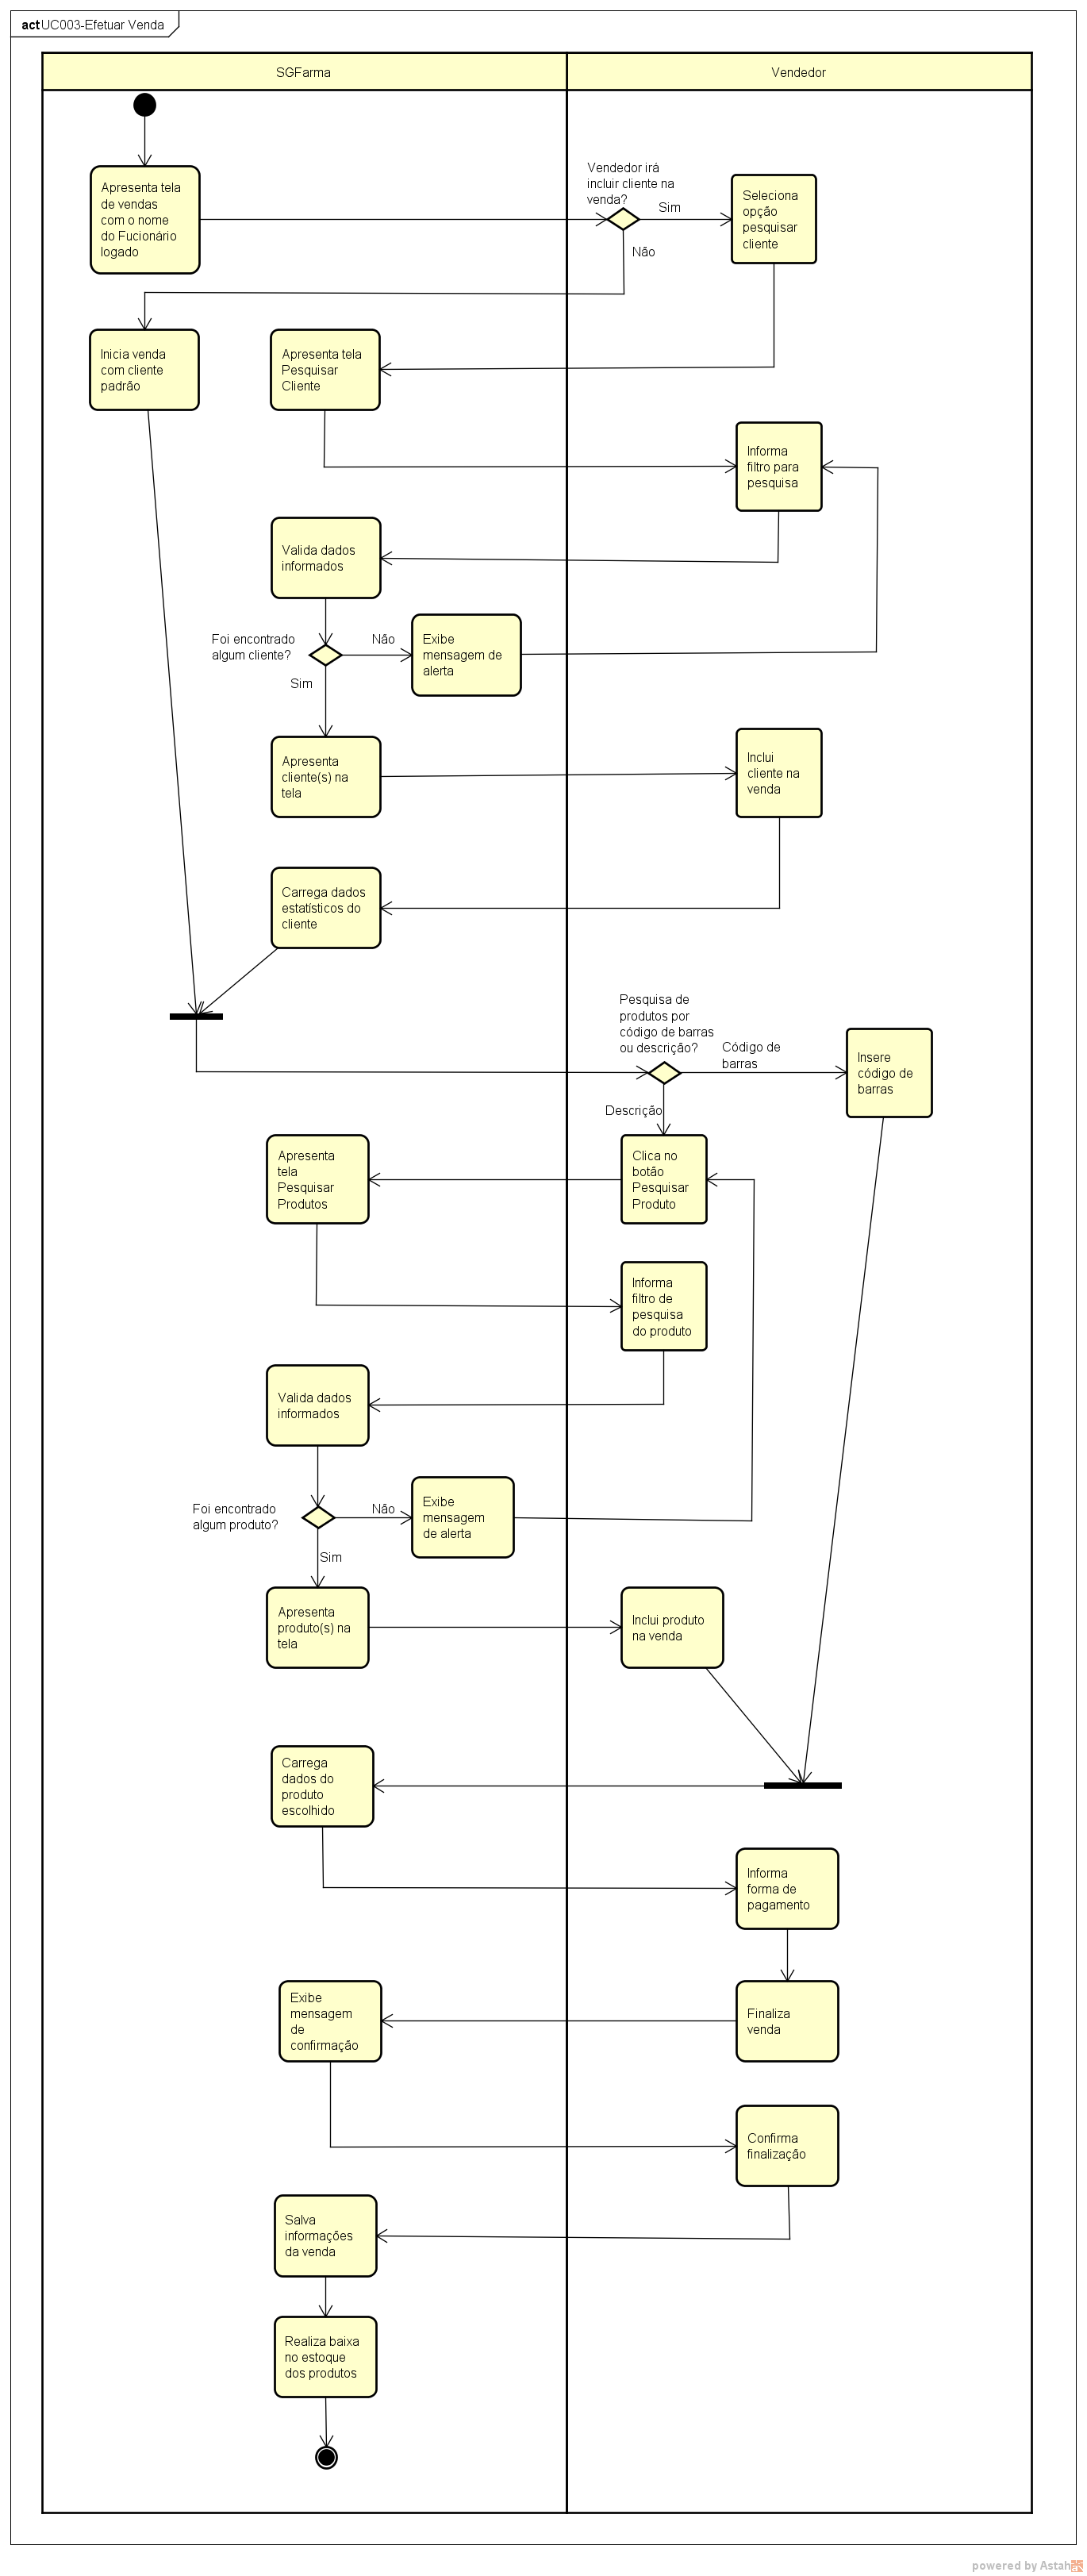 act UC003-Efetuar Venda
SGFarma
Vendedor
Apresenta tela
de vendas
com o nome
do Fucionário
logado
Vendedor irá
incluir cliente na
venda?
Sim
Não
Seleciona
opção
pesquisar
cliente
Inicia venda
com cliente
padrão
Apresenta tela
Pesquisar
Cliente
Informa
filtro para
pesquisa
Valida dados
informados
Foi encontrado
algum cliente?
Não
Sim
Exibe
mensagem de
alerta
Apresenta
cliente(s) na
tela
Inclui
cliente na
venda
Carrega dados
estatísticos do
cliente
Pesquisa de
produtos por
código de barras
ou descrição?
Código de
barras
Descrição
Insere
código de
barras
Apresenta
tela
Pesquisar
Produtos
Clica no
botão
Pesquisar
Produto
Informa
filtro de
pesquisa
do produto
Valida dados
informados
Foi encontrado
algum produto?
Não
Sim
Exibe
mensagem
de alerta
Apresenta
produto(s) na
tela
Inclui produto
na venda
Carrega
dados do
produto
escolhido
Informa
forma de
pagamento
Exibe
mensagem
de
confirmação
Finaliza
venda
Confirma
finalização
Salva
informações
da venda
Realiza baixa
no estoque
dos produtos
powered by Astah